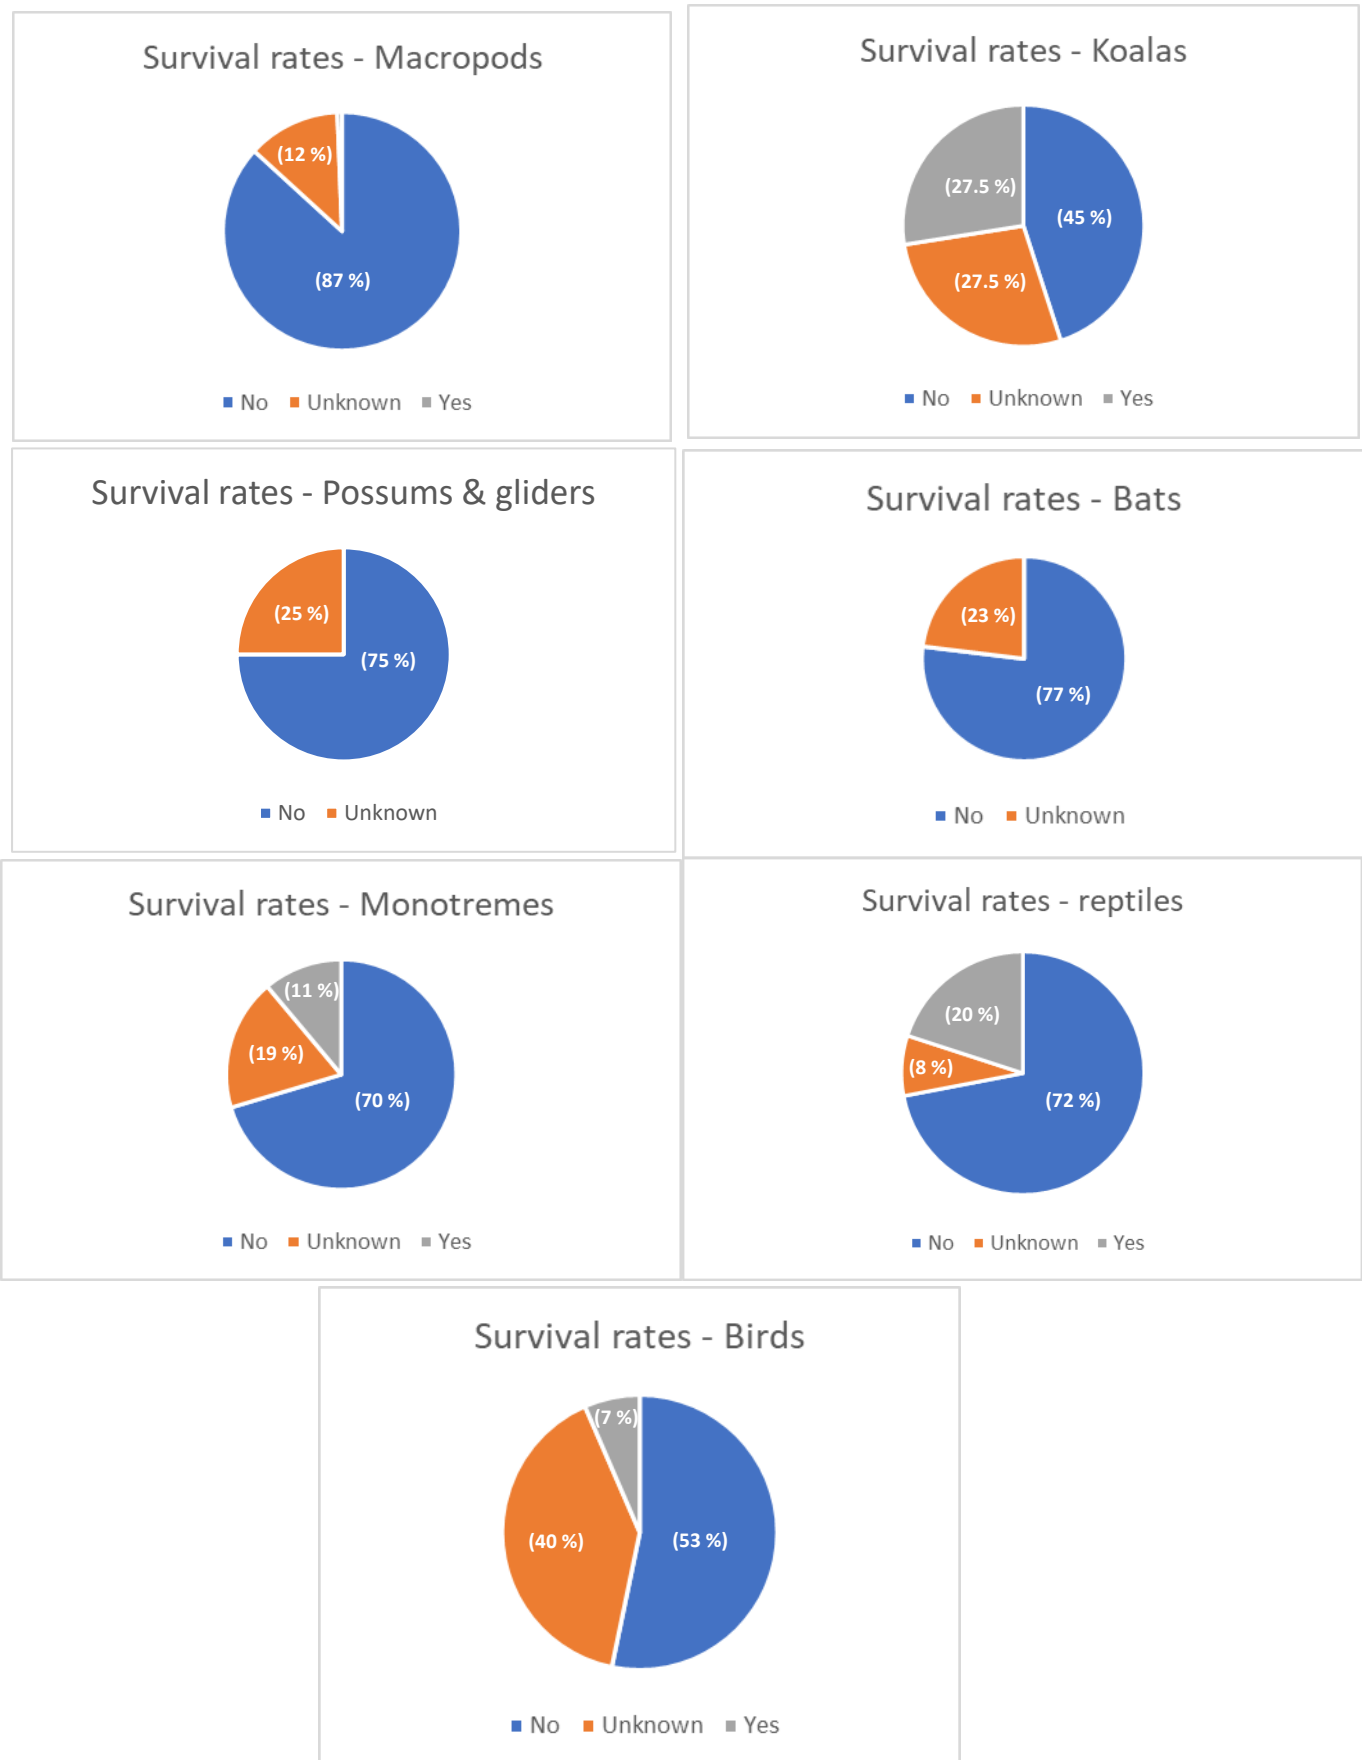 Survival rates - Macropods
(12 %)
(87 %)
No Unknown Yes
Survival rates - Koalas
(27.5 %)
(45 %)
(27.5 %)
No Unknown Yes
Survival rates - Possums & gliders
(25 %)
(75 %)
No Unknown
Survival rates - Bats
(23 %)
(77 %)
No Unknown
Survival rates - Monotremes
(11 %)
(19 %)
(70 %)
No Unknown Yes
Survival rates - reptiles
(20 %)
(8 %)
(72 %)
No Unknown Yes
Survival rates - Birds
(7 %)
(40 %)
(53 %)
No Unknown Yes